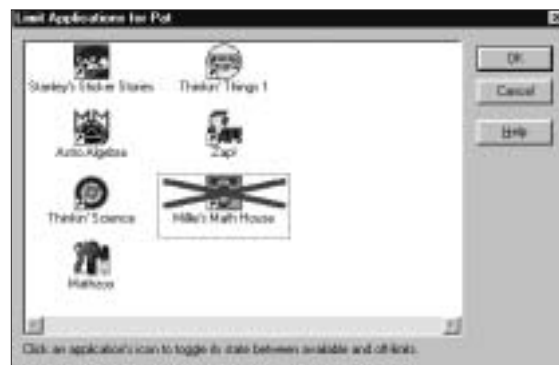 Limit Applications for Pat
Stanley's Sticker Stories
Thinkin' Things 1
OK
Cancel
Astro Algebra
Zap!
Help
Thinkin' Science
Millie's Math House
Click an application's icon to toggle its state between available and off-limits.